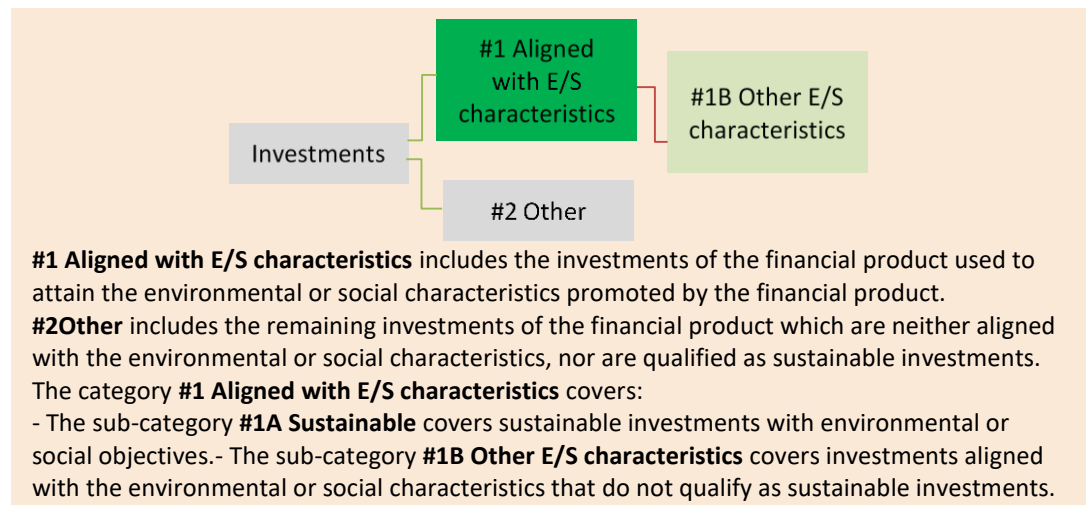 #1 Aligned
with E/S
characteristics
#1B Other E/S
characteristics
Investments
#2 Other
#1 Aligned with E/S characteristics includes the investments of the financial product used to
attain the environmental or social characteristics promoted by the financial product.
#2Other includes the remaining investments of the financial product which are neither aligned
with the environmental or social characteristics, nor are qualified as sustainable investments.
The category #1 Aligned with E/S characteristics covers:
- The sub-category #1A Sustainable covers sustainable investments with environmental or
social objectives.- The sub-category #1B Other E/S characteristics covers investments aligned
with the environmental or social characteristics that do not qualify as sustainable investments.